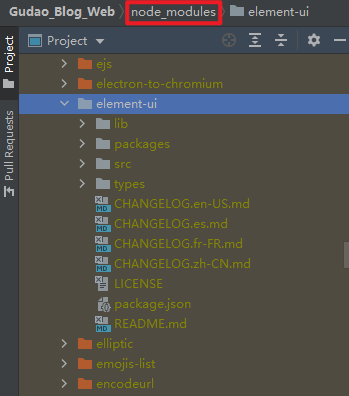 Gudao_Blog_Web node_modules element-ui
Project
Project
Pull Requests
ejs
electron-to-chromium
element-ui
lib
packages
src
types
CHANGELOG.en-US.md
CHANGELOG.es.md
CHANGELOG.fr-FR.md
CHANGELOG.zh-CN.md
LICENSE
package.json
README.md
elliptic
emojis-list
encodeurl